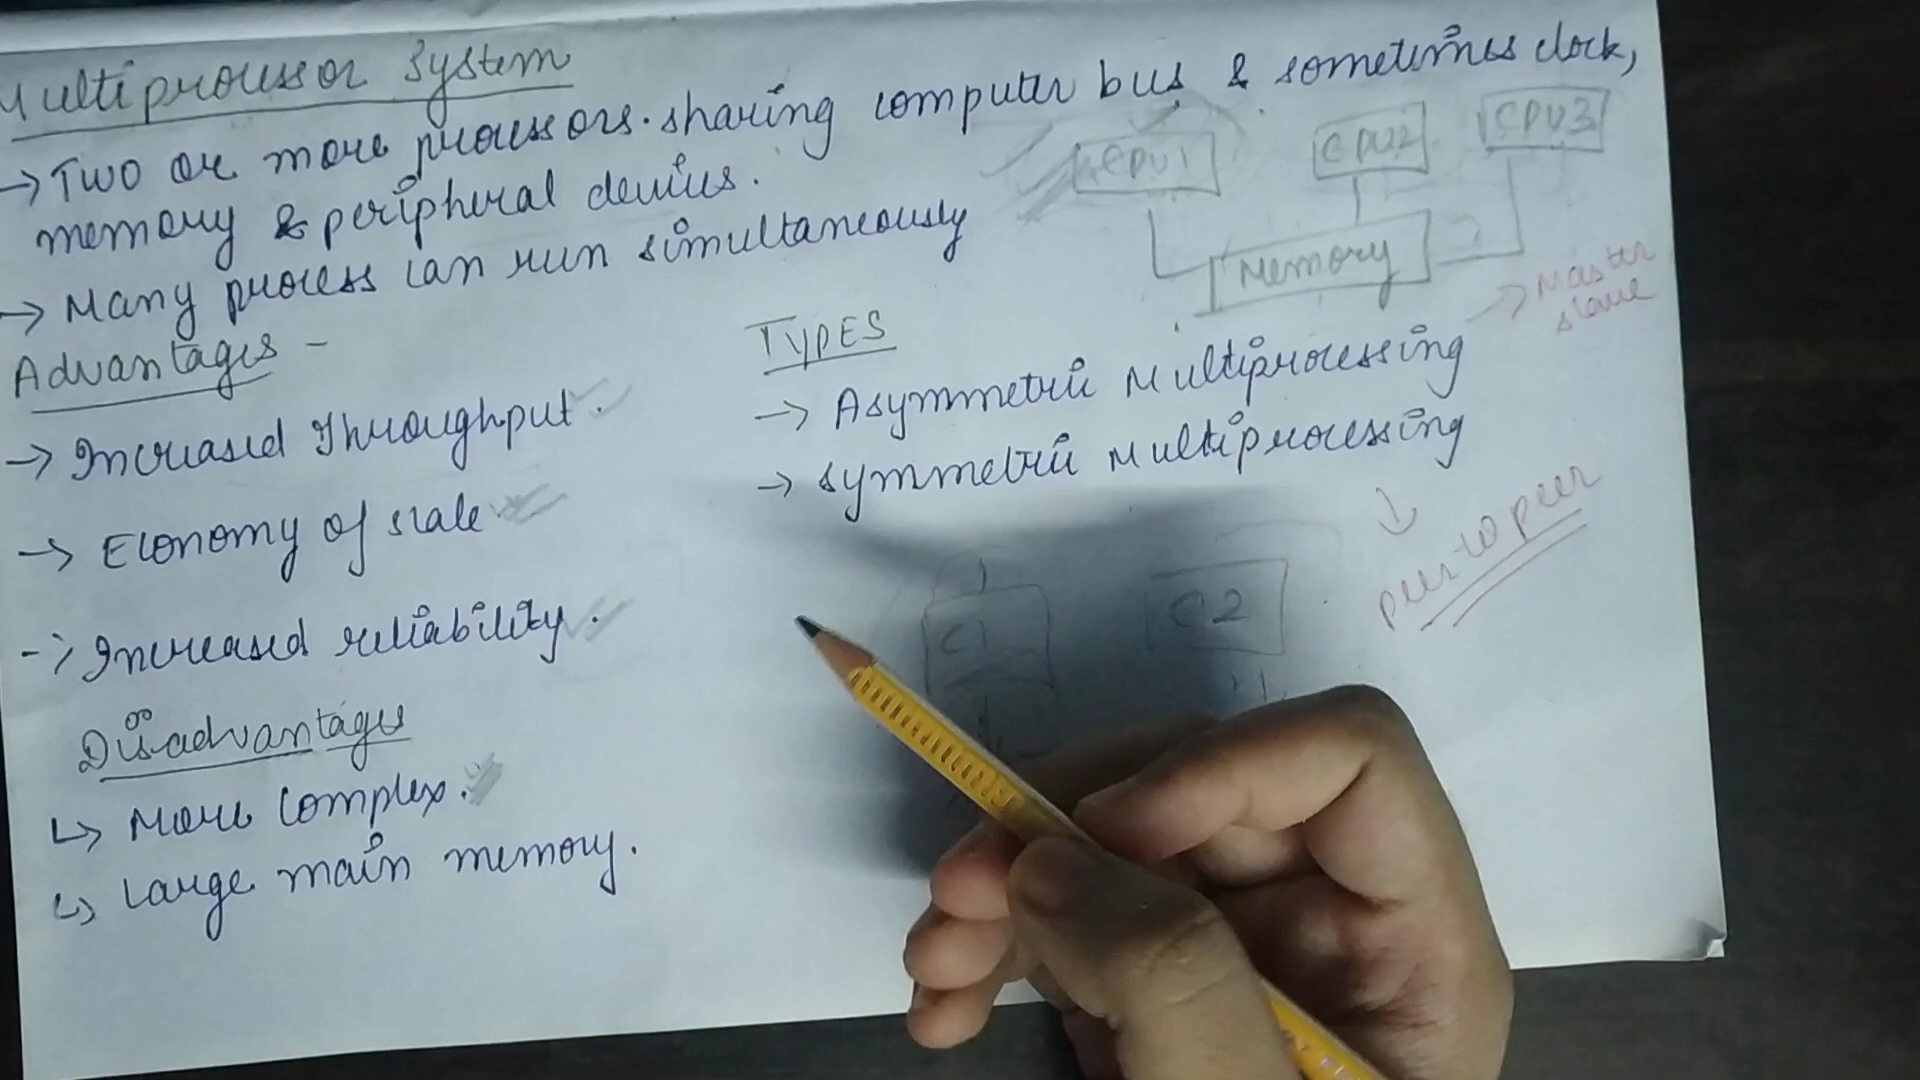 Multiprocessor System
→ Two or more processors. sharing computer bus & sometimes clock,
memory & peripheral devices.
→ Many process can run simultaneously
CPU1
CPU2
CPU3
Memory
Advantages -
→ Increased Throughput.
→ Economy of scale
→ Increased reliability.
Disadvantages
↳ More complex.
↳ Large main memory.
TYPES
→ Asymmetric Multiprocessing
→ Master
slave
→ Symmetric Multiprocessing
↓
peer to peer
C1
C2